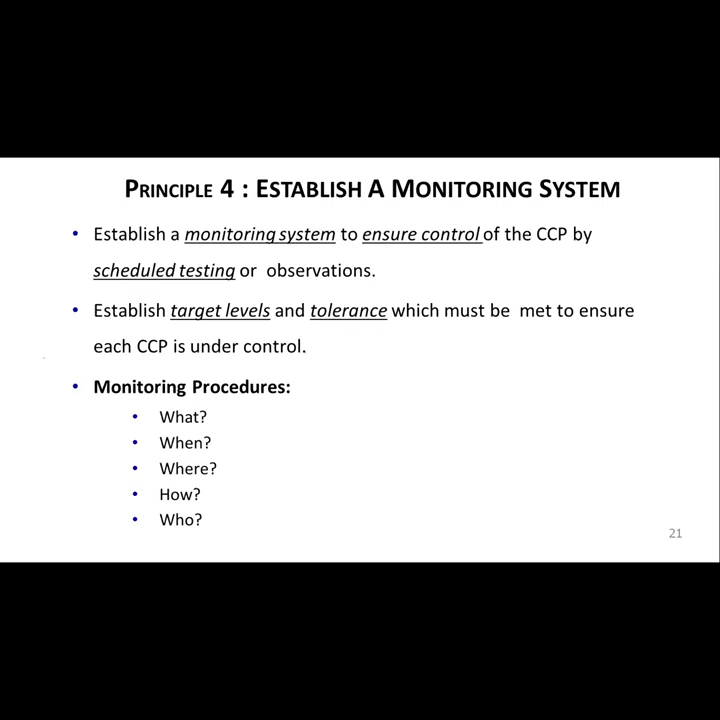 PRINCIPLE 4 : ESTABLISH A MONITORING SYSTEM
• Establish a monitoring system to ensure control of the CCP by
scheduled testing or observations.
• Establish target levels and tolerance which must be met to ensure
each CCP is under control.
• Monitoring Procedures:
• What?
• When?
• Where?
• How?
• Who?
21